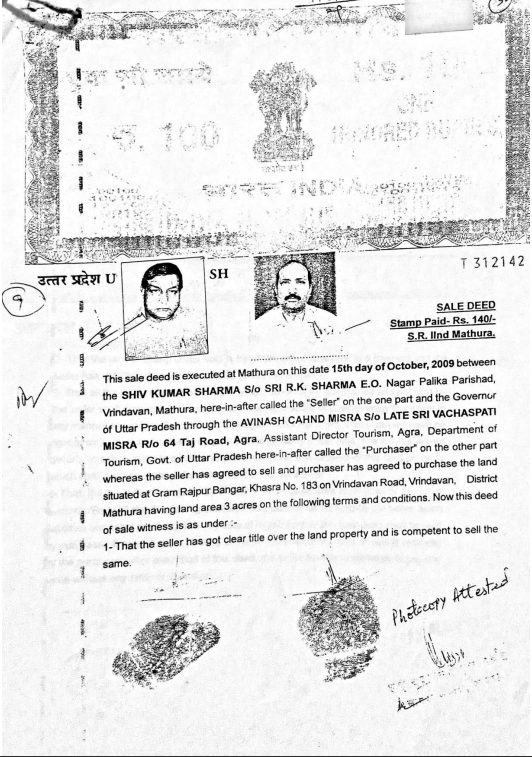 रु. 100
T 312142
उत्तर प्रदेश U
SH
9
SALE DEED
Stamp Paid- Rs. 140/-
S.R. IInd Mathura.
This sale deed is executed at Mathura on this date 15th day of October, 2009 between
the SHIV KUMAR SHARMA S/o SRI R.K. SHARMA E.O. Nagar Palika Parishad,
Vrindavan, Mathura, here-in-after called the "Seller" on the one part and the Governor
of Uttar Pradesh through the AVINASH CAHND MISRA S/o LATE SRI VACHASPATI
MISRA R/o 64 Taj Road, Agra, Assistant Director Tourism, Agra, Department of
Tourism, Govt. of Uttar Pradesh here-in-after called the "Purchaser" on the other part
whereas the seller has agreed to sell and purchaser has agreed to purchase the land
situated at Gram Rajpur Bangar, Khasra No. 183 on Vrindavan Road, Vrindavan, District
Mathura having land area 3 acres on the following terms and conditions. Now this deed
of sale witness is as under :-
1- That the seller has got clear title over the land property and is competent to sell the
same.
Photocopy Attested